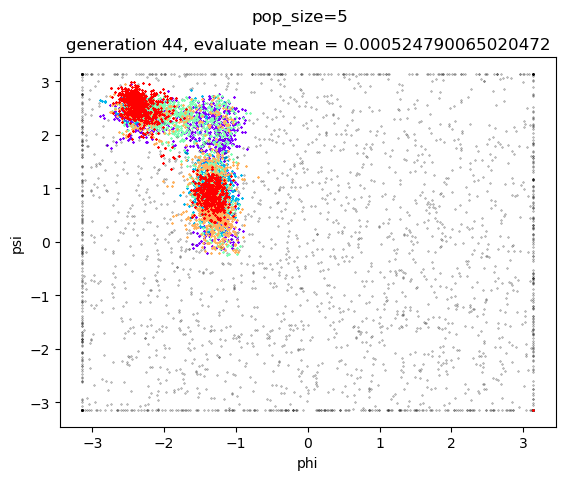 pop_size=5
generation 44, evaluate mean = 0.000524790065020472
3
2
1
0
−1
−2
−3
psi
−3 −2 −1 0 1 2 3
phi